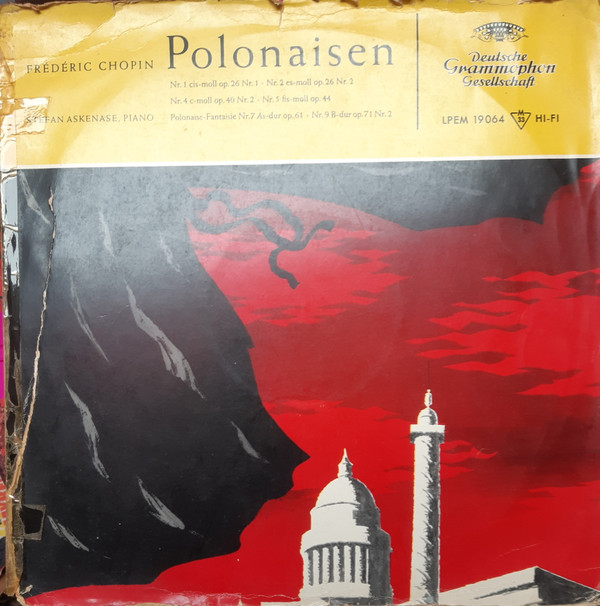 FRÉDÉRIC CHOPIN Polonaisen
Nr. 1 cis-moll op. 26 Nr. 1 - Nr. 2 es-moll op. 26 Nr. 2
Nr. 4 c-moll op. 40 Nr. 2 - Nr. 5 fis-moll op. 44
STEFAN ASKENASE, PIANO Polonaise-Fantasie Nr. 7 As-dur op. 61 - Nr. 9 B-dur op. 71 Nr. 2
Deutsche
Grammophon
Gesellschaft
LPEM 19064 M 33 HI-FI